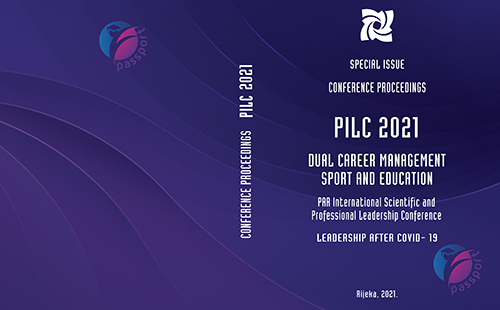 passport
CONFERENCE PROCEEDINGS PILC 2021
SPECIAL ISSUE
CONFERENCE PROCEEDINGS
PILC 2021
DUAL CAREER MANAGEMENT
SPORT AND EDUCATION
PAR International Scientific and
Professional Leadership Conference
LEADERSHIP AFTER COVID- 19
passport
Rijeka, 2021.